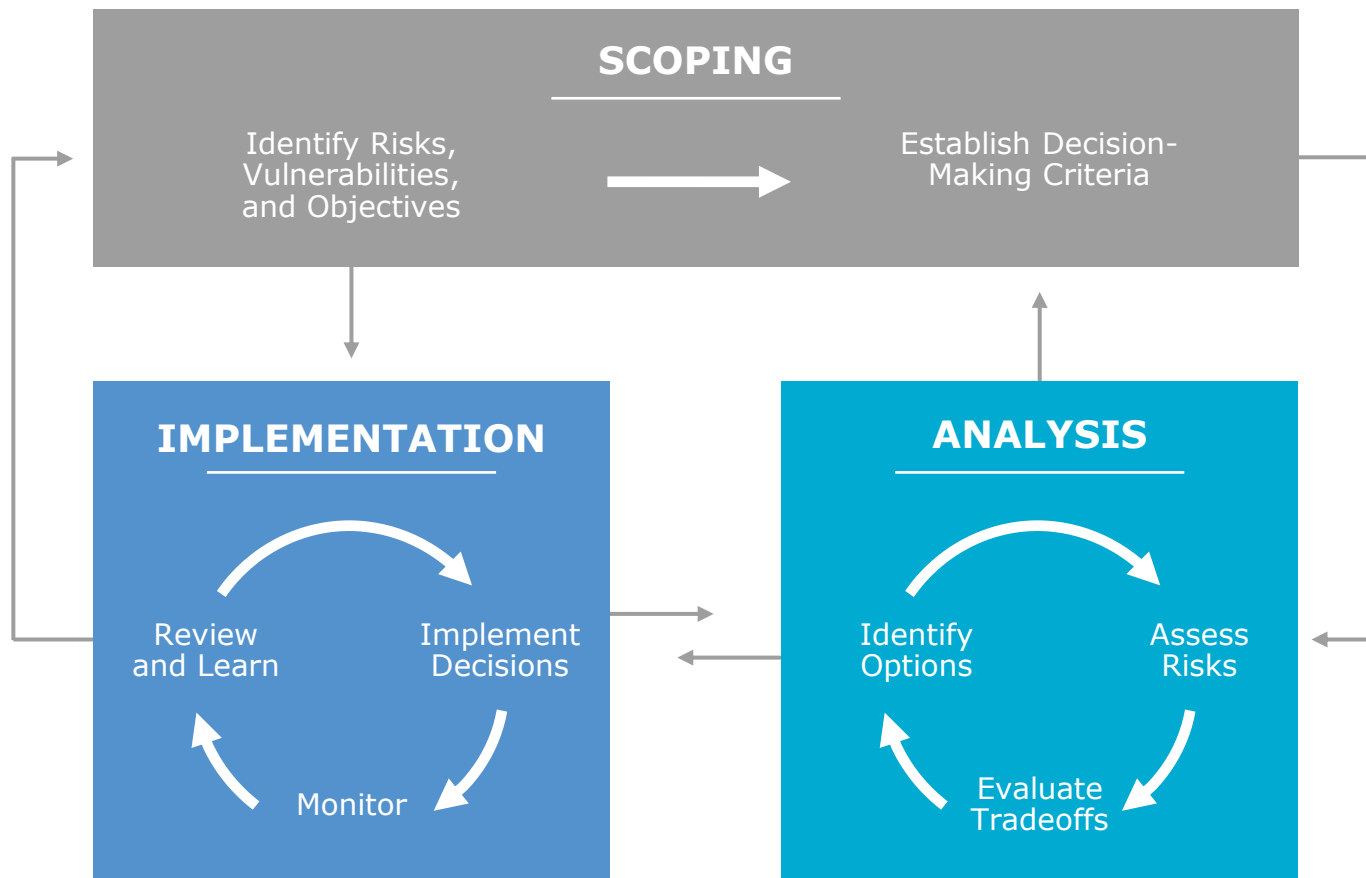 SCOPING
Identify Risks,
Vulnerabilities,
and Objectives
Establish Decision-
Making Criteria
IMPLEMENTATION
Review
and Learn
Implement
Decisions
Monitor
ANALYSIS
Identify
Options
Assess
Risks
Evaluate
Tradeoffs